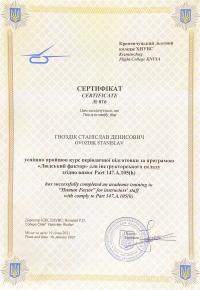 Кременчуцький льотний
коледж ХНУВС
Kremenchug
Flight College KNUIA
СЕРТИФІКАТ
CERTIFICATE
№ 016
Цим засвідчується, що
This is to certify, that
ГВОЗДІК СТАНІСЛАВ ДЕНИСОВИЧ
GVOZDIK STANISLAV
успішно пройшов курс періодичної підготовки за програмою
«Людський фактор» для інструкторського складу
згідно вимог Part 147.A.105(h)
has successfully completed an academic training in
"Human Factor" for instructors' staff
with comply to Part 147.A.105(h)